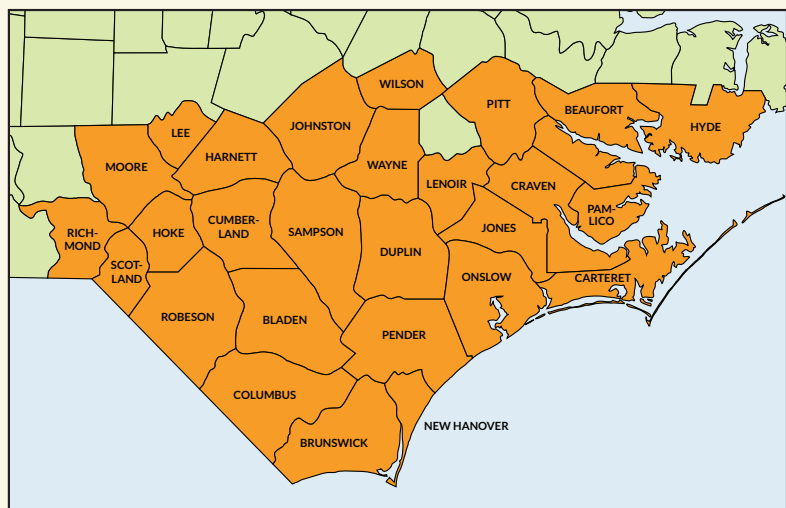 WILSON
PITT
BEAUFORT
HYDE
LEE
JOHNSTON
HARNETT
MOORE
WAYNE
LENOIR
CRAVEN
PAM-
LICO
RICH-
MOND
HOKE
CUMBER-
LAND
SAMPSON
DUPLIN
JONES
SCOT-
LAND
ONSLOW
CARTERET
ROBESON
BLADEN
PENDER
COLUMBUS
BRUNSWICK
NEW HANOVER